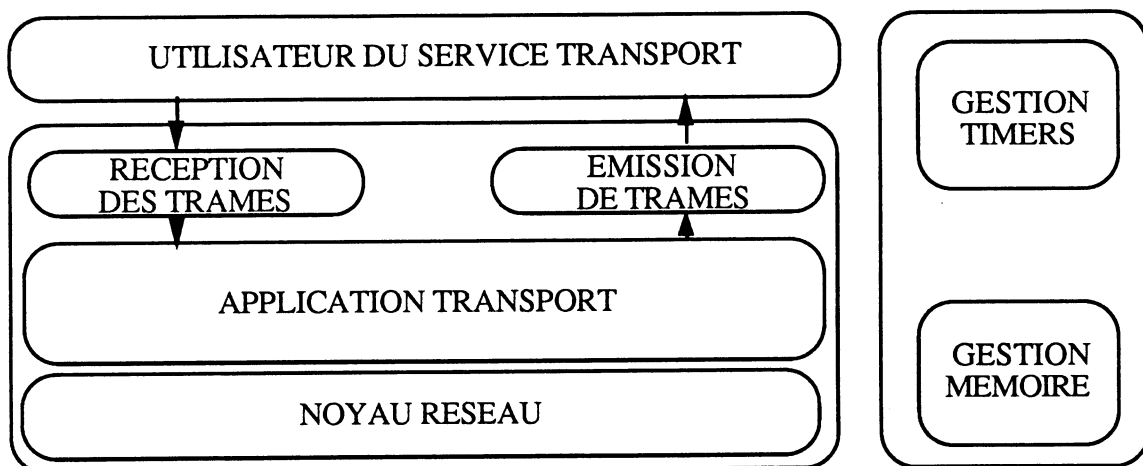 UTILISATEUR DU SERVICE TRANSPORT
RECEPTION
DES TRAMES
EMISSION
DE TRAMES
APPLICATION TRANSPORT
NOYAU RESEAU
GESTION
TIMERS
GESTION
MEMOIRE